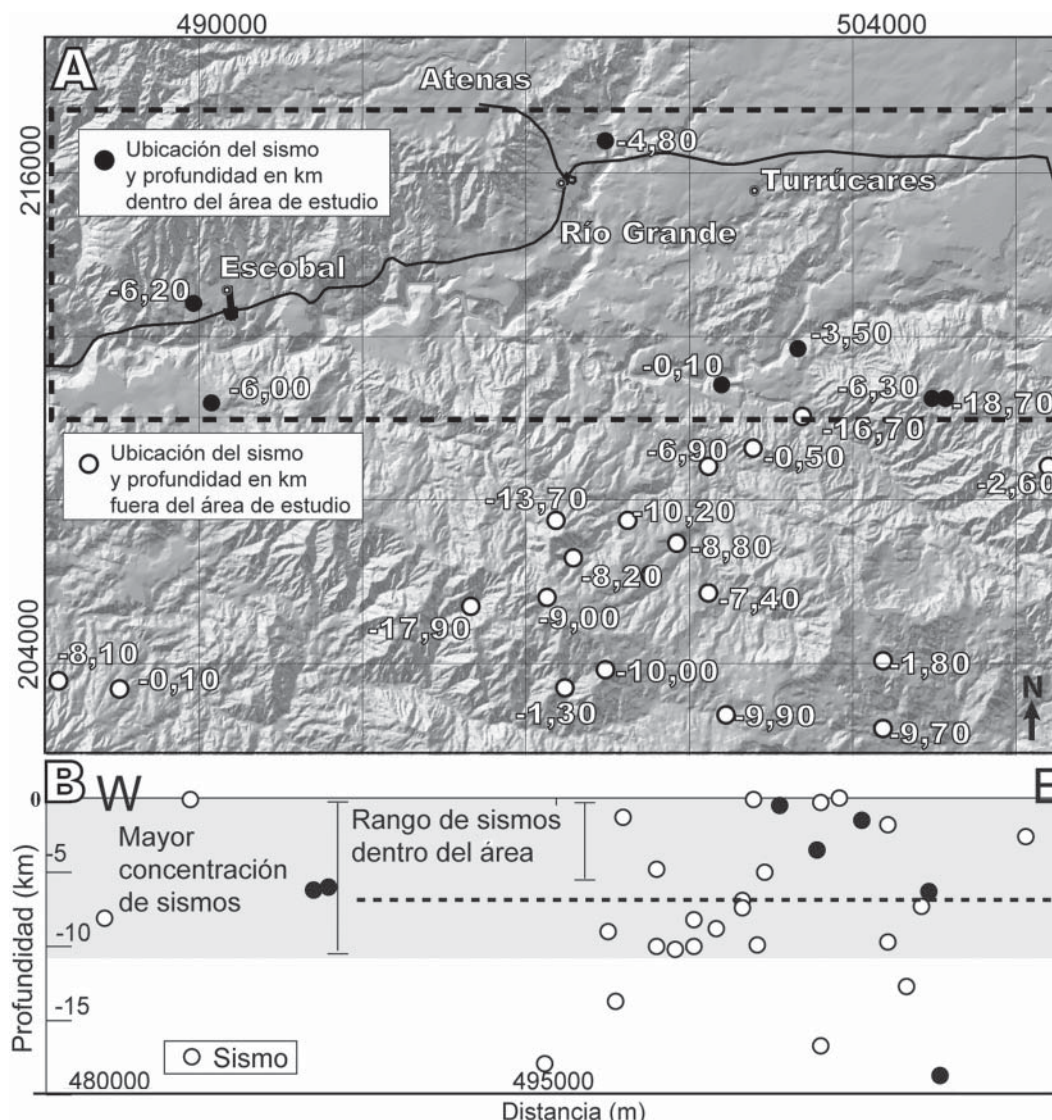 490000
504000
A
Atenas
216000
Ubicación del sismo
y profundidad en km
dentro del área de estudio
-4,80
Turrúcares
Río Grande
Escobal
-6,20
-3,50
-0,10
-6,00
-6,30
-18,70
-16,70
Ubicación del sismo
y profundidad en km
fuera del área de estudio
-6,90
-0,50
-2,60
-13,70
-10,20
-8,80
-8,20
-7,40
-9,00
-17,90
204000
-8,10
-0,10
-10,00
-1,80
-1,30
-9,90
-9,70
N
B
W
E
0
Mayor
concentración
de sismos
Rango de sismos
dentro del área
-5
-10
-15
Profundidad (km)
Sismo
480000
495000
Distancia (m)